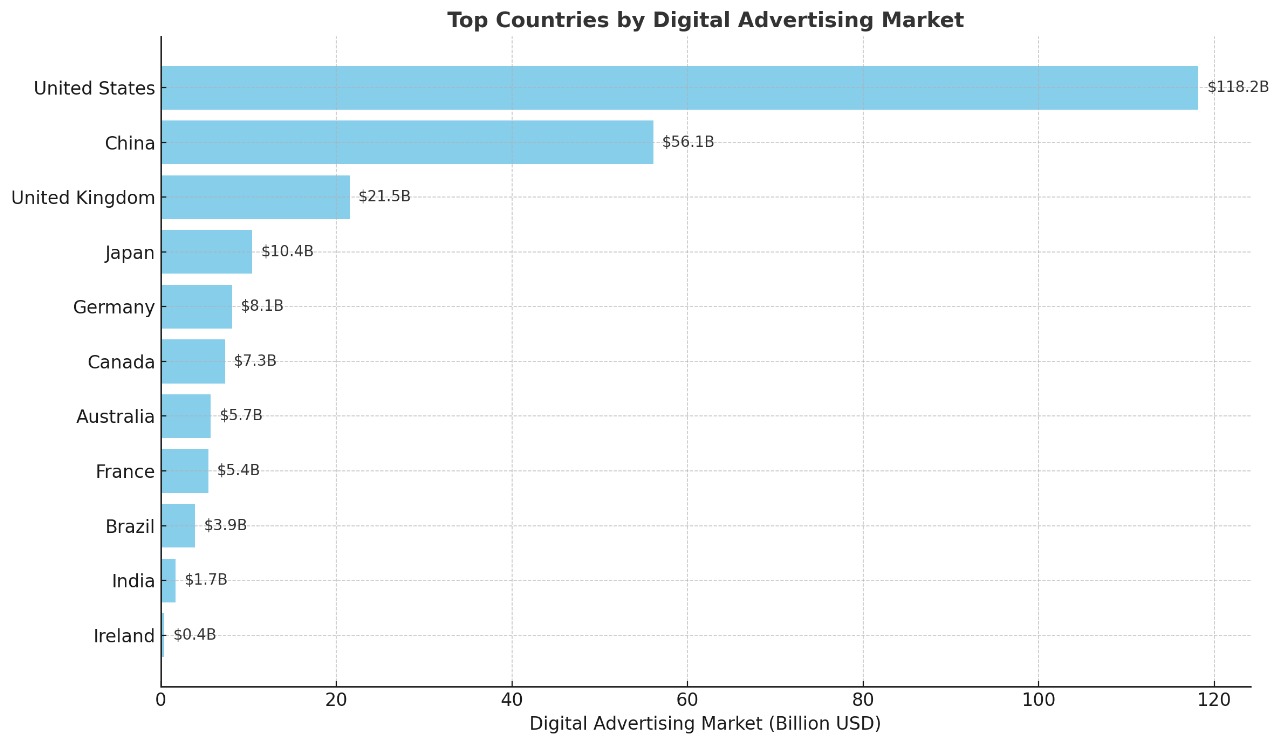 Top Countries by Digital Advertising Market
United States $118.2B
China $56.1B
United Kingdom $21.5B
Japan $10.4B
Germany $8.1B
Canada $7.3B
Australia $5.7B
France $5.4B
Brazil $3.9B
India $1.7B
Ireland $0.4B
0 20 40 60 80 100 120
Digital Advertising Market (Billion USD)